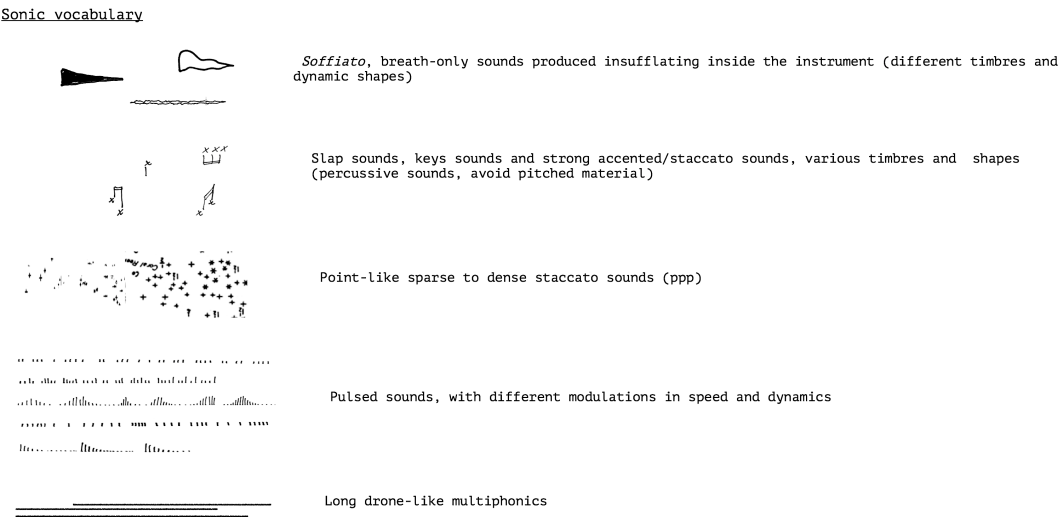 Sonic vocabulary
Soffiato, breath-only sounds produced insufflating inside the instrument (different timbres and
dynamic shapes)
Slap sounds, keys sounds and strong accented/staccato sounds, various timbres and  shapes
(percussive sounds, avoid pitched material)
Point-like sparse to dense staccato sounds (ppp)
Pulsed sounds, with different modulations in speed and dynamics
Long drone-like multiphonics